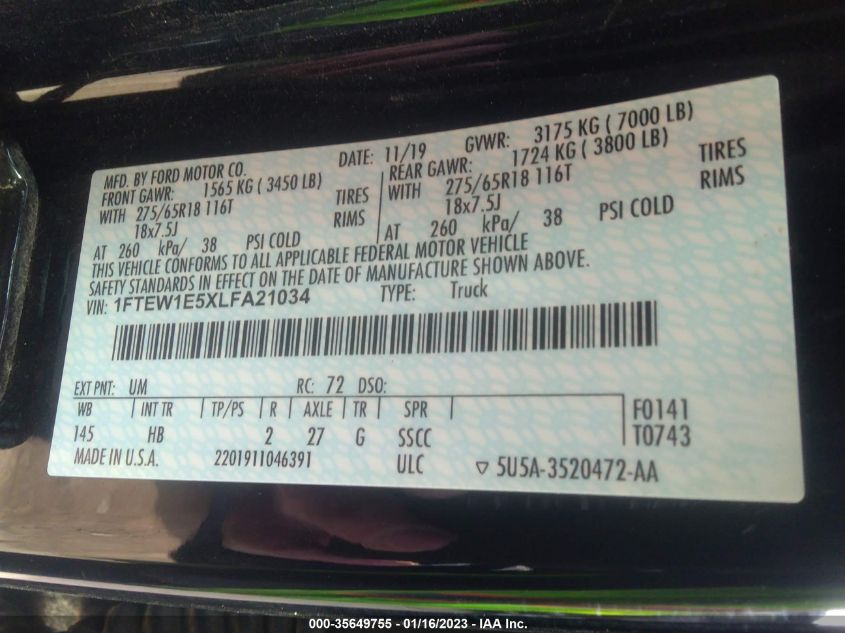 MFD. BY FORD MOTOR CO. DATE: 11/19 GVWR: 3175 KG ( 7000 LB)
FRONT GAWR: 1565 KG ( 3450 LB) REAR GAWR: 1724 KG ( 3800 LB)
WITH 275/65R18 116T TIRES WITH 275/65R18 116T TIRES
18x7.5J RIMS 18x7.5J RIMS
AT 260 kPa/ 38 PSI COLD AT 260 kPa/ 38 PSI COLD
THIS VEHICLE CONFORMS TO ALL APPLICABLE FEDERAL MOTOR VEHICLE
SAFETY STANDARDS IN EFFECT ON THE DATE OF MANUFACTURE SHOWN ABOVE.
VIN: 1FTEW1E5XLFA21034 TYPE: Truck
EXT PNT: UM RC: 72 DSO:
WB INT TR TP/PS R AXLE TR SPR F0141
145 HB 2 27 G SSCC T0743
MADE IN U.S.A. 2201911046391 ULC ▽ 5U5A-3520472-AA
000-35649755 - 01/16/2023 - IAA Inc.